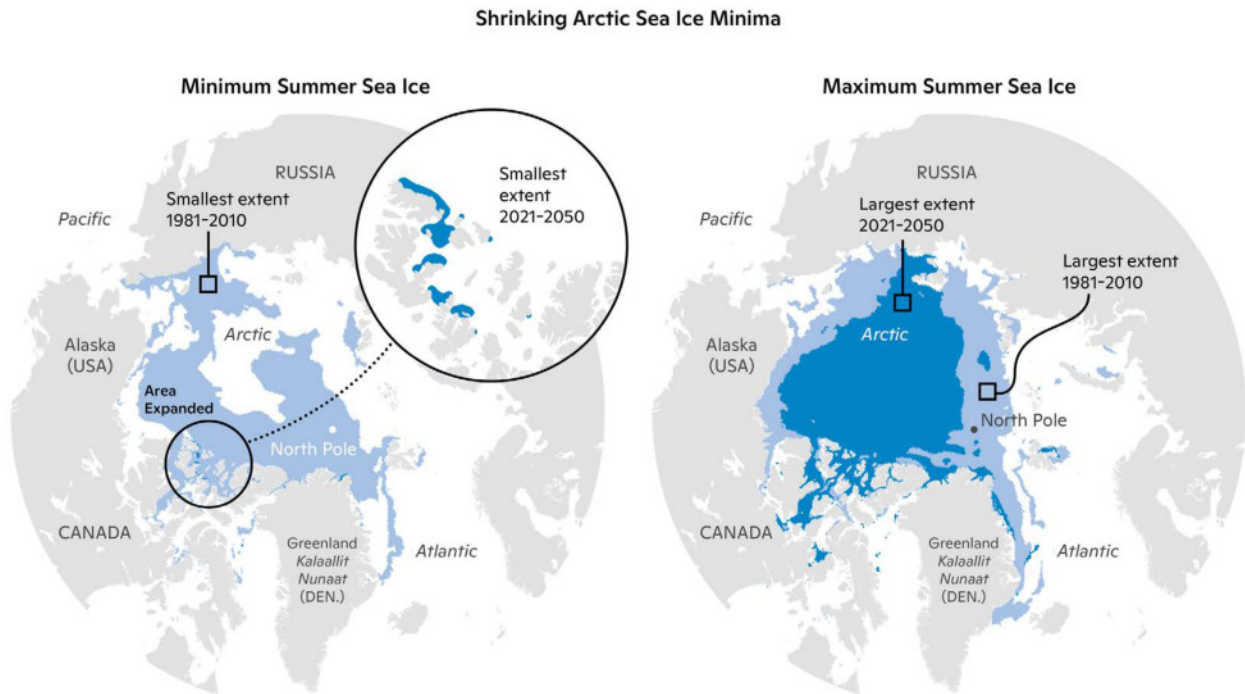 Shrinking Arctic Sea Ice Minima
Minimum Summer Sea Ice
RUSSIA
Smallest extent
1981–2010
Pacific
Smallest
extent
2021–2050
Arctic
Alaska
(USA)
Area
Expanded
North Pole
CANADA
Greenland
Kalaallit
Nunaat
(DEN.)
Atlantic
Maximum Summer Sea Ice
RUSSIA
Pacific
Largest extent
2021–2050
Largest extent
1981–2010
Arctic
Alaska
(USA)
North Pole
CANADA
Greenland
Kalaallit
Nunaat
(DEN.)
Atlantic